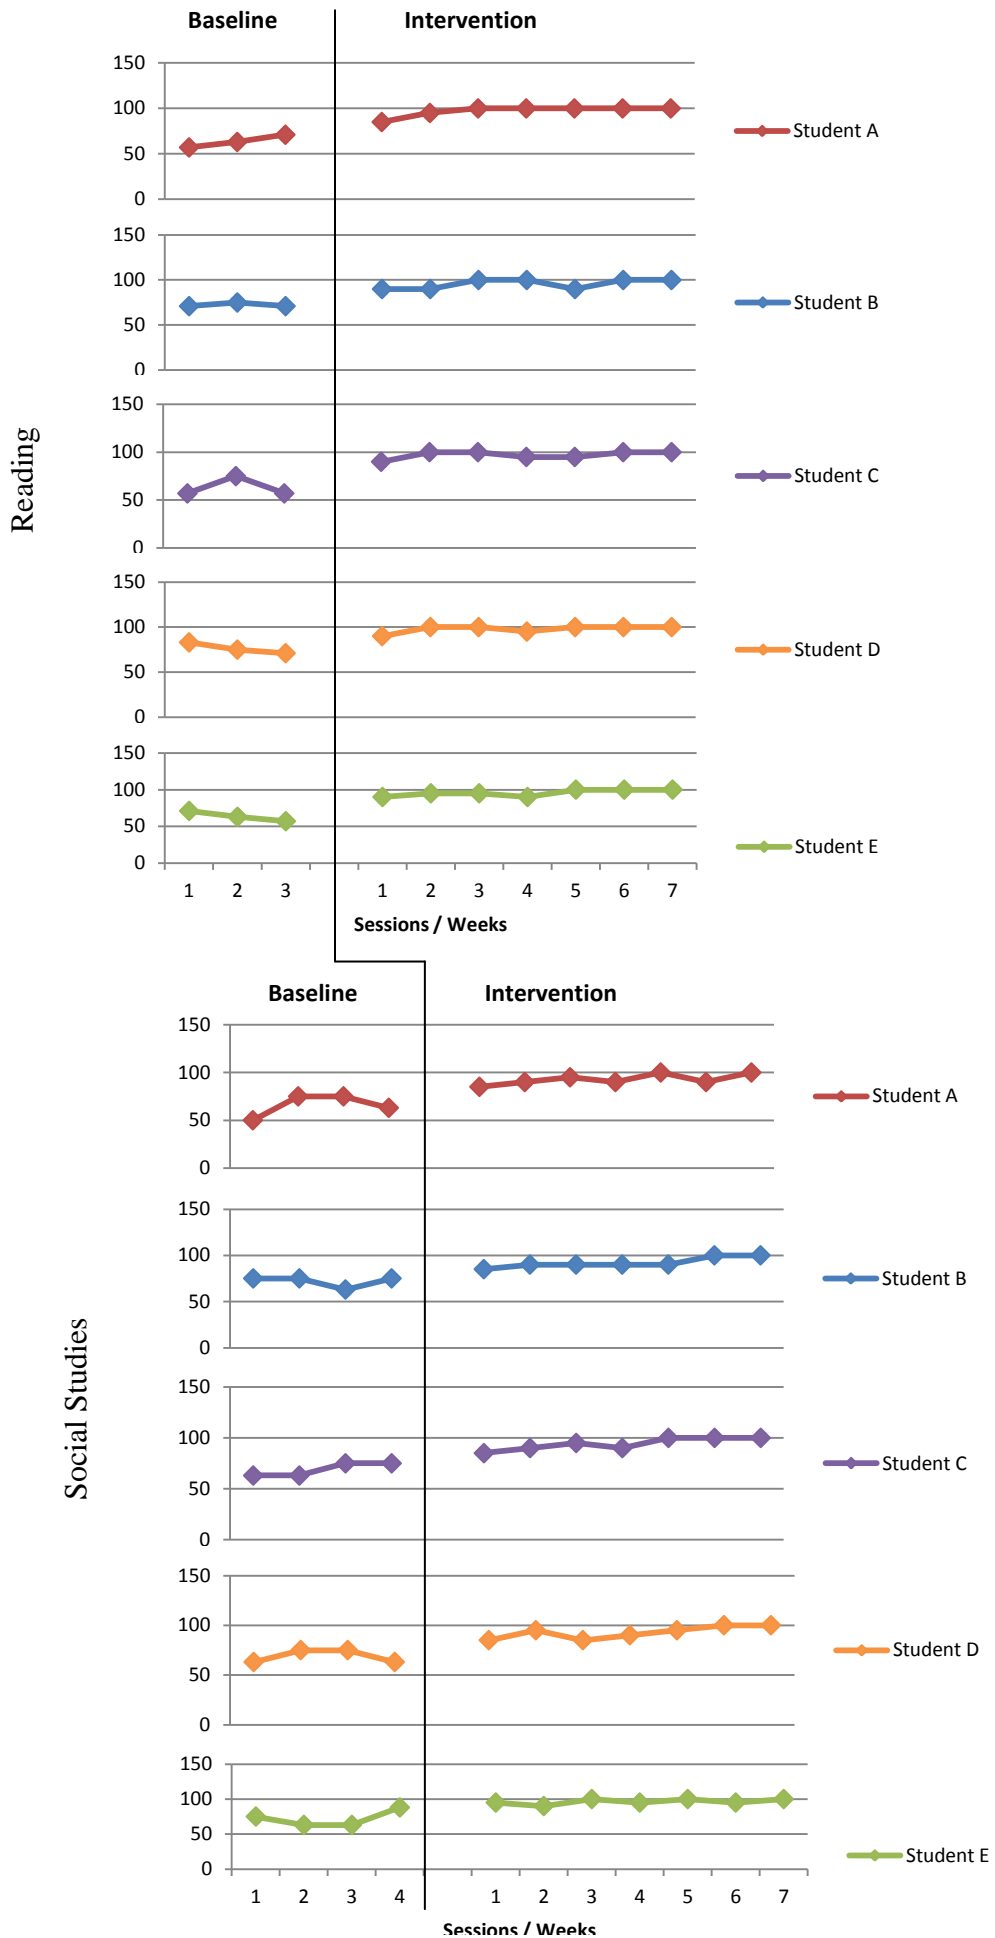 Baseline Intervention
Reading
150
100
50
0
Student A
150
100
50
0
Student B
150
100
50
0
Student C
150
100
50
0
Student D
150
100
50
0
Student E
1 2 3 1 2 3 4 5 6 7
Sessions / Weeks
Baseline Intervention
Social Studies
150
100
50
0
Student A
150
100
50
0
Student B
150
100
50
0
Student C
150
100
50
0
Student D
150
100
50
0
Student E
1 2 3 4 1 2 3 4 5 6 7
Sessions / Weeks